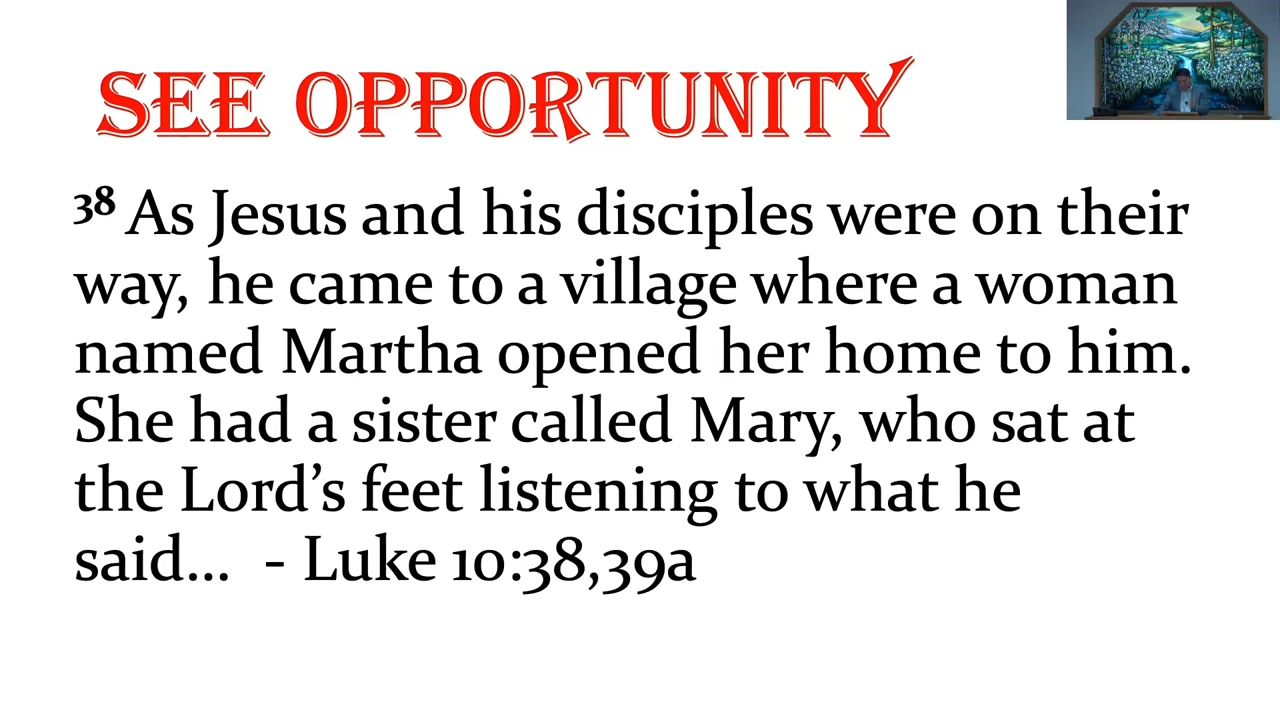 SEE OPPORTUNITY
³⁸ As Jesus and his disciples were on their
way, he came to a village where a woman
named Martha opened her home to him.
She had a sister called Mary, who sat at
the Lord’s feet listening to what he
said... - Luke 10:38,39a